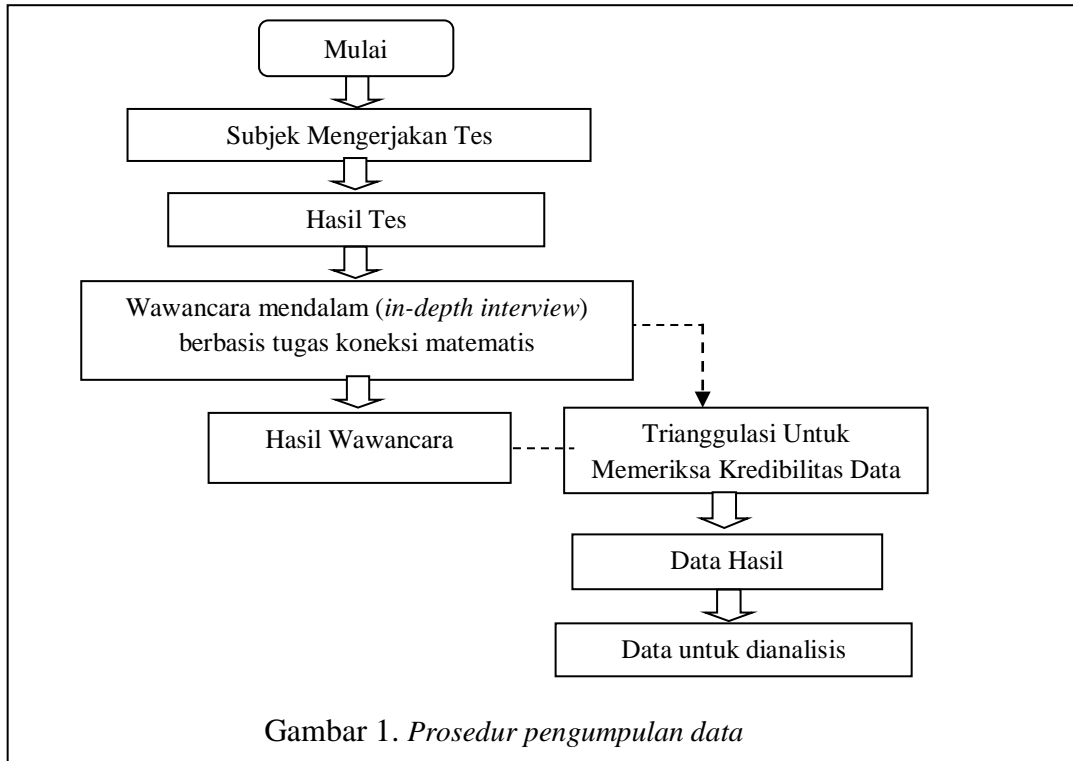 Mulai
Subjek Mengerjakan Tes
Hasil Tes
Wawancara mendalam (in-depth interview)
berbasis tugas koneksi matematis
Hasil Wawancara
Trianggulasi Untuk
Memeriksa Kredibilitas Data
Data Hasil
Data untuk dianalisis
Gambar 1. Prosedur pengumpulan data